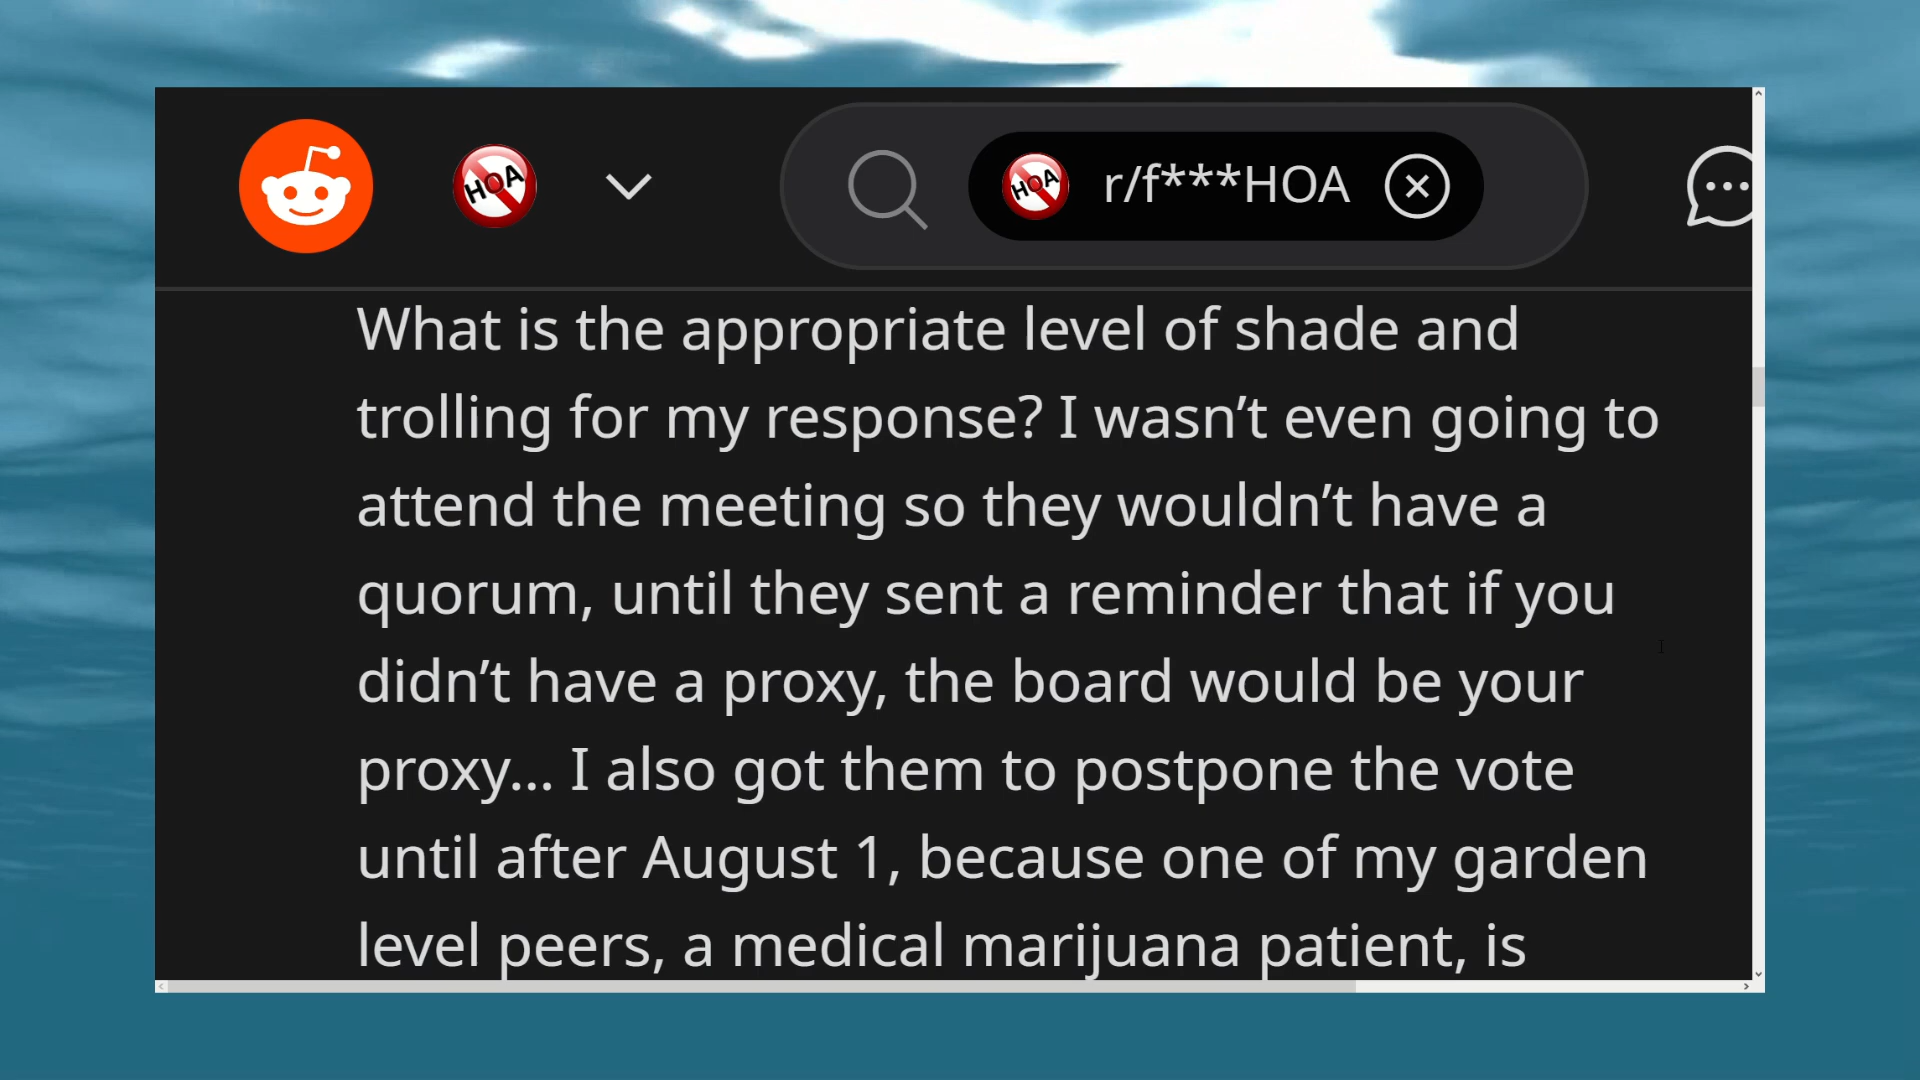 HOA
HOA
r/f***HOA
What is the appropriate level of shade and
trolling for my response? I wasn’t even going to
attend the meeting so they wouldn’t have a
quorum, until they sent a reminder that if you
didn’t have a proxy, the board would be your
proxy... I also got them to postpone the vote
until after August 1, because one of my garden
level peers, a medical marijuana patient, is